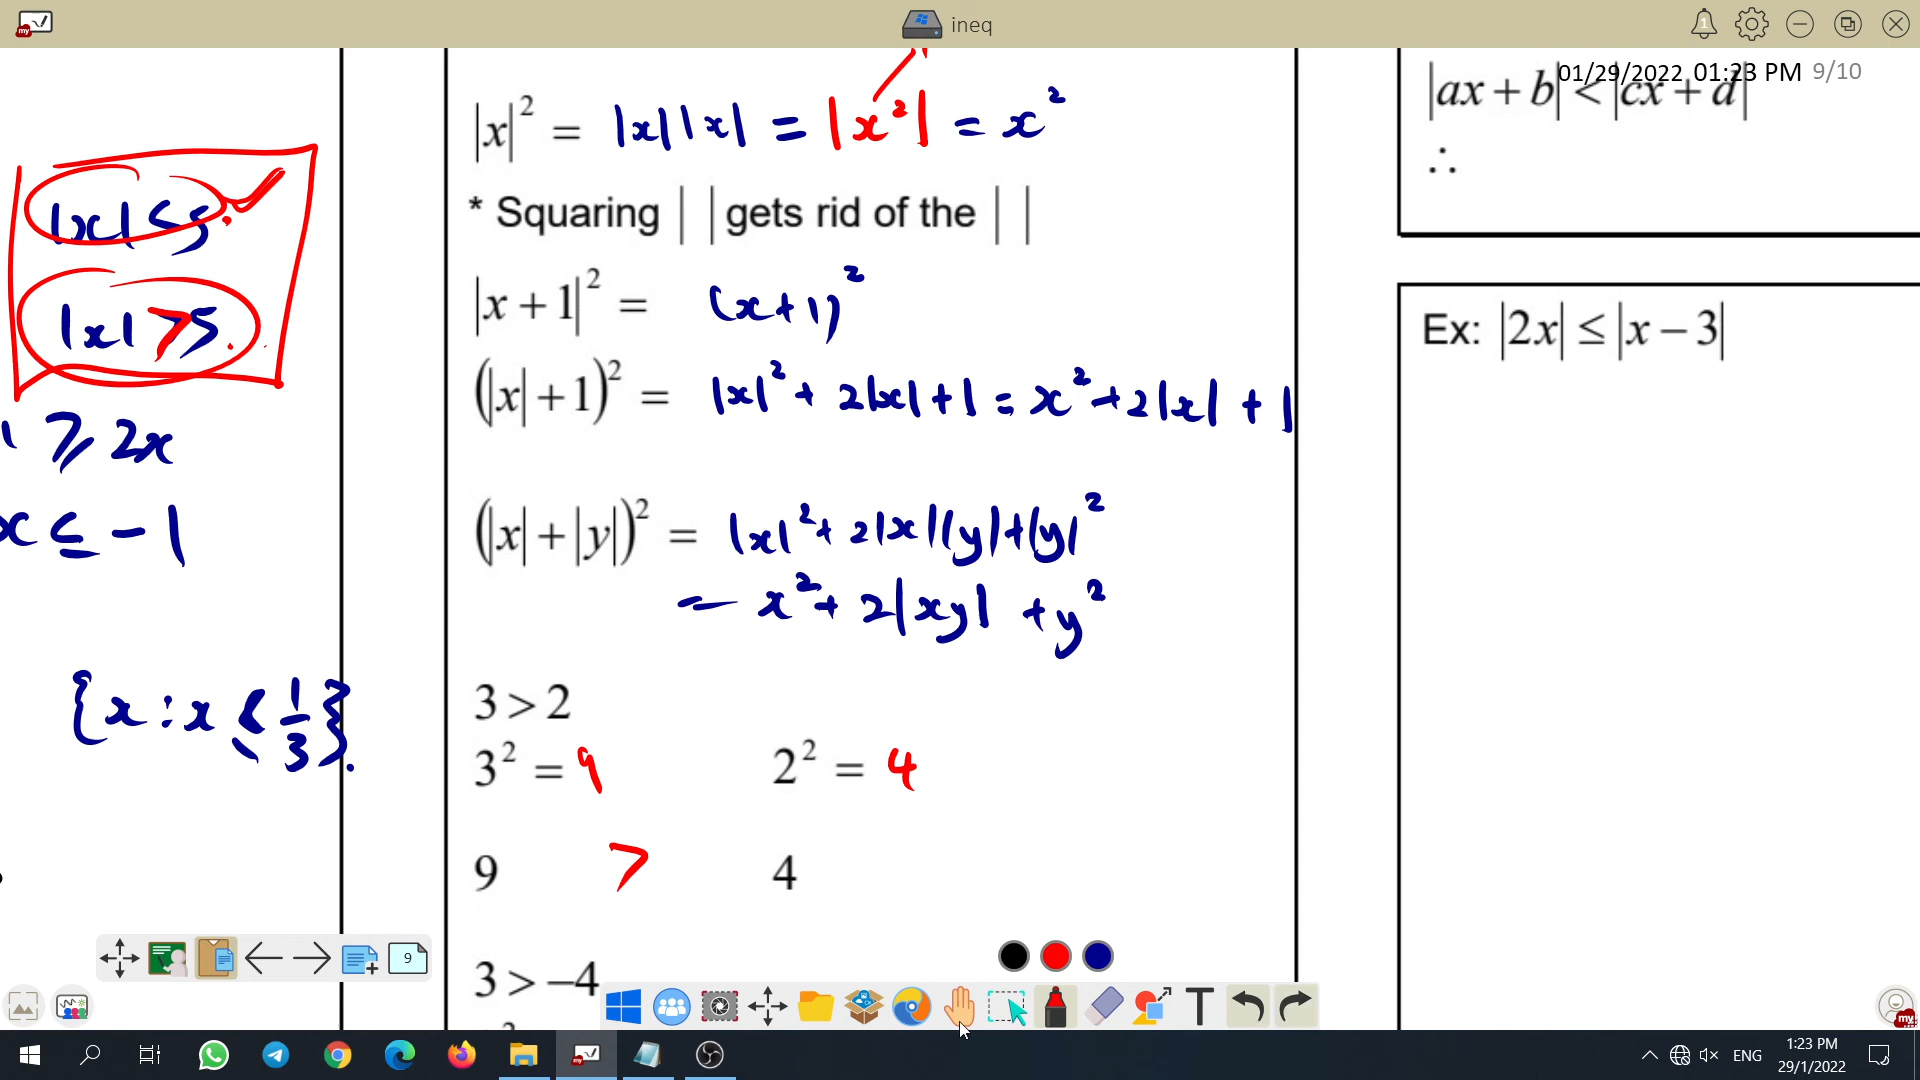 ineq
01/29/2022 01:23 PM 9/10
|x| ≤ 5.
|x| > 5.
≥ 2x
x ≤ -1
{x : x ≤ 1/3}.
|x|² = |x||x| = |x²| = x²
* Squaring | | gets rid of the | |
|x + 1|² = (x+1)²
(|x| + 1)² = |x|² + 2|x| + 1 = x² + 2|x| + 1
(|x| + |y|)² = |x|² + 2|x||y| + |y|²
= x² + 2|xy| + y²
3 > 2
3² = 9 2² = 4
9 > 4
3 > −4
|ax + b| < |cx + d|
∴
Ex: |2x| ≤ |x − 3|
9
T
ENG
1:23 PM
29/1/2022